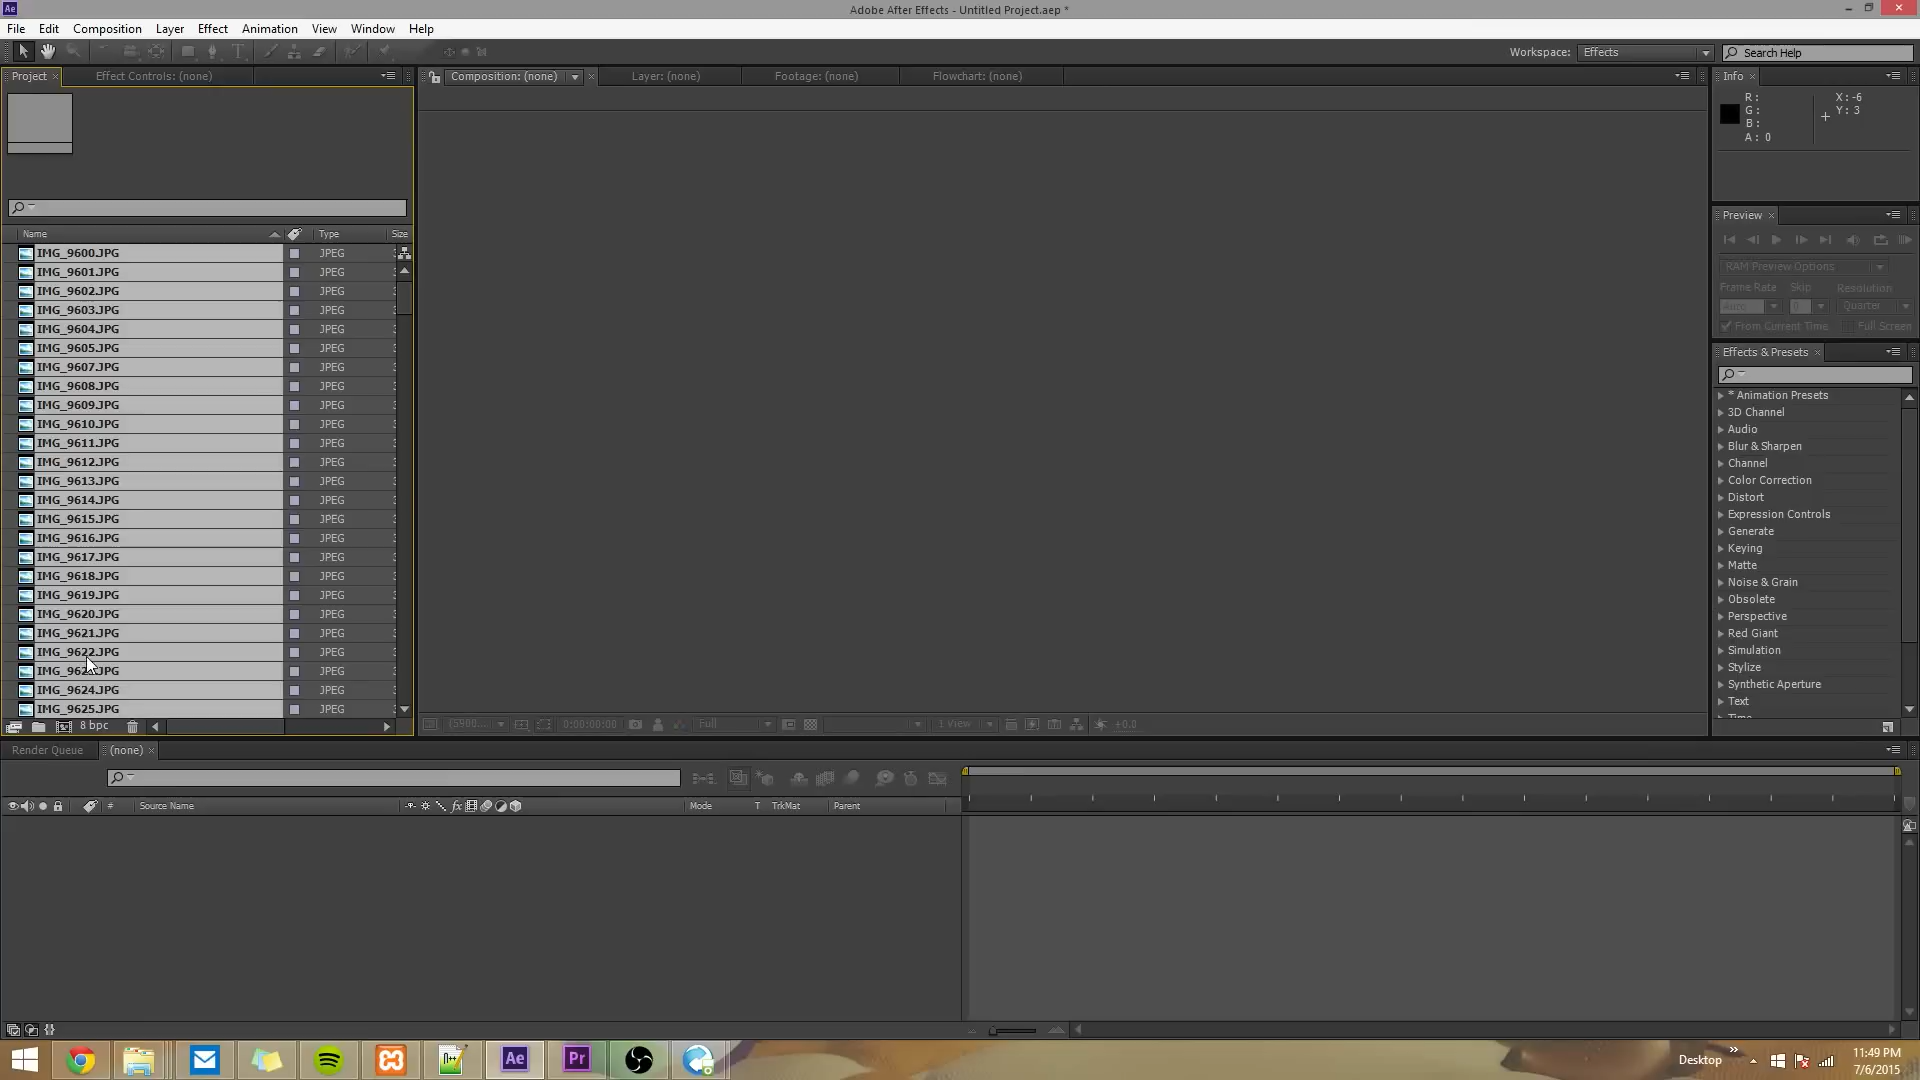 Ae
Adobe After Effects - Untitled Project.aep *
File Edit Composition Layer Effect Animation View Window Help
Workspace: Effects Search Help
Project Effect Controls: (none) Composition: (none) Layer: (none) Footage: (none) Flowchart: (none)
Info
R : X : -6
G : Y : 3
B :
A : 0
Preview
RAM Preview Options
Frame Rate Skip Resolution
Auto 0 Quarter
From Current Time Full Screen
Effects & Presets
* Animation Presets
3D Channel
Audio
Blur & Sharpen
Channel
Color Correction
Distort
Expression Controls
Generate
Keying
Matte
Noise & Grain
Obsolete
Perspective
Red Giant
Simulation
Stylize
Synthetic Aperture
Text
Time
Name Type Size
IMG_9600.JPG JPEG
IMG_9601.JPG JPEG
IMG_9602.JPG JPEG
IMG_9603.JPG JPEG
IMG_9604.JPG JPEG
IMG_9605.JPG JPEG
IMG_9607.JPG JPEG
IMG_9608.JPG JPEG
IMG_9609.JPG JPEG
IMG_9610.JPG JPEG
IMG_9611.JPG JPEG
IMG_9612.JPG JPEG
IMG_9613.JPG JPEG
IMG_9614.JPG JPEG
IMG_9615.JPG JPEG
IMG_9616.JPG JPEG
IMG_9617.JPG JPEG
IMG_9618.JPG JPEG
IMG_9619.JPG JPEG
IMG_9620.JPG JPEG
IMG_9621.JPG JPEG
IMG_9622.JPG JPEG
JPEG
IMG_9624.JPG JPEG
IMG_9625.JPG JPEG
8 bpc
0:00:00:00 Full 1 View +0.0
Render Queue (none)
# Source Name fx Mode T TrkMat Parent
Ae Pr
Desktop
11:49 PM
7/6/2015